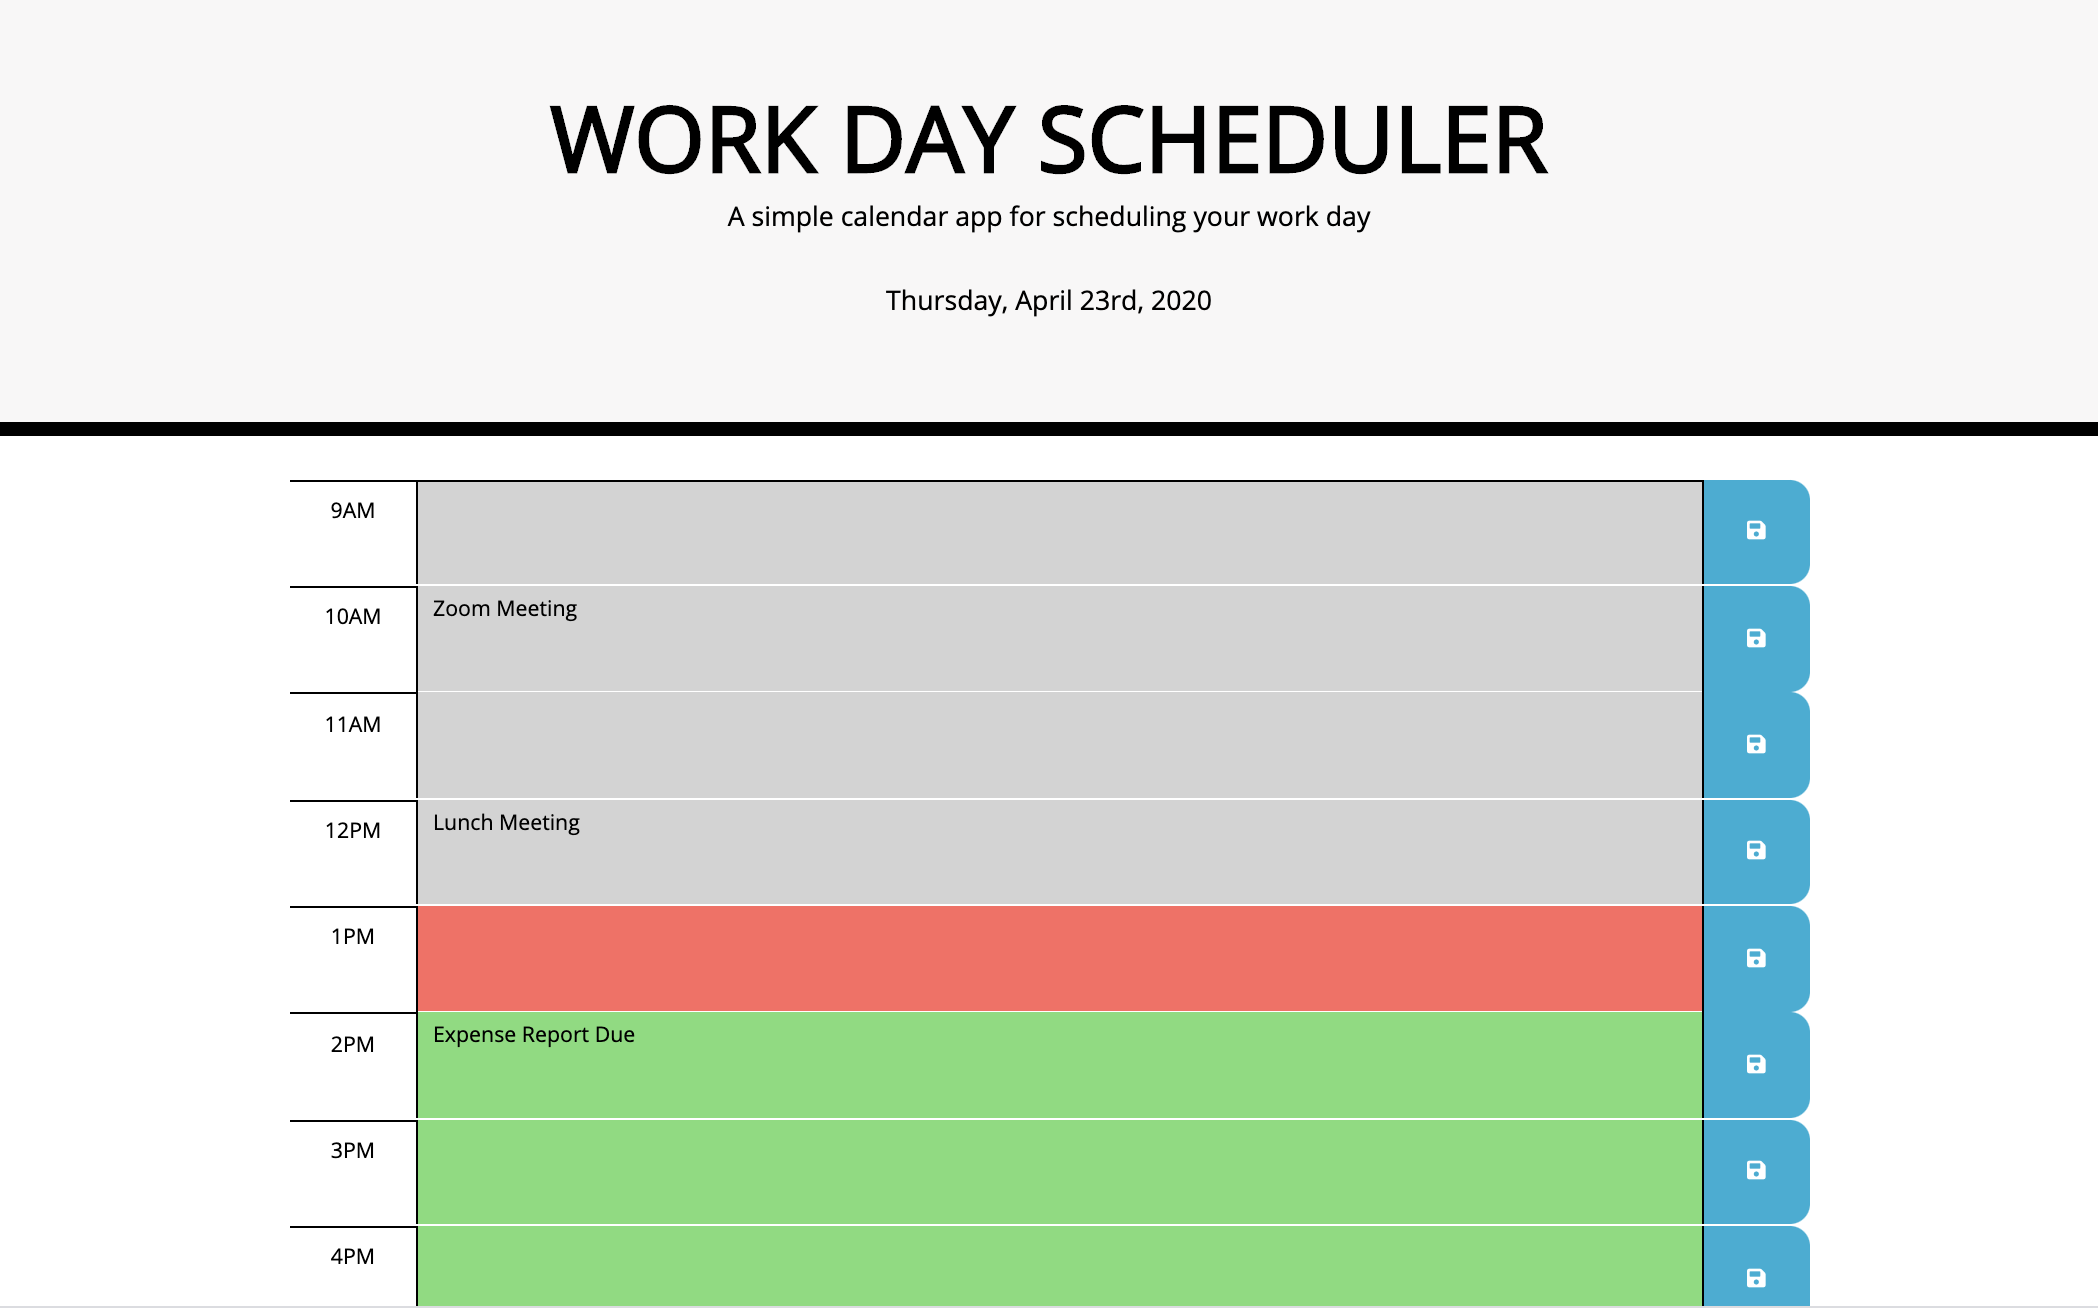 WORK DAY SCHEDULER
A simple calendar app for scheduling your work day
Thursday, April 23rd, 2020
9AM
10AM Zoom Meeting
11AM
12PM Lunch Meeting
1PM
2PM Expense Report Due
3PM
4PM